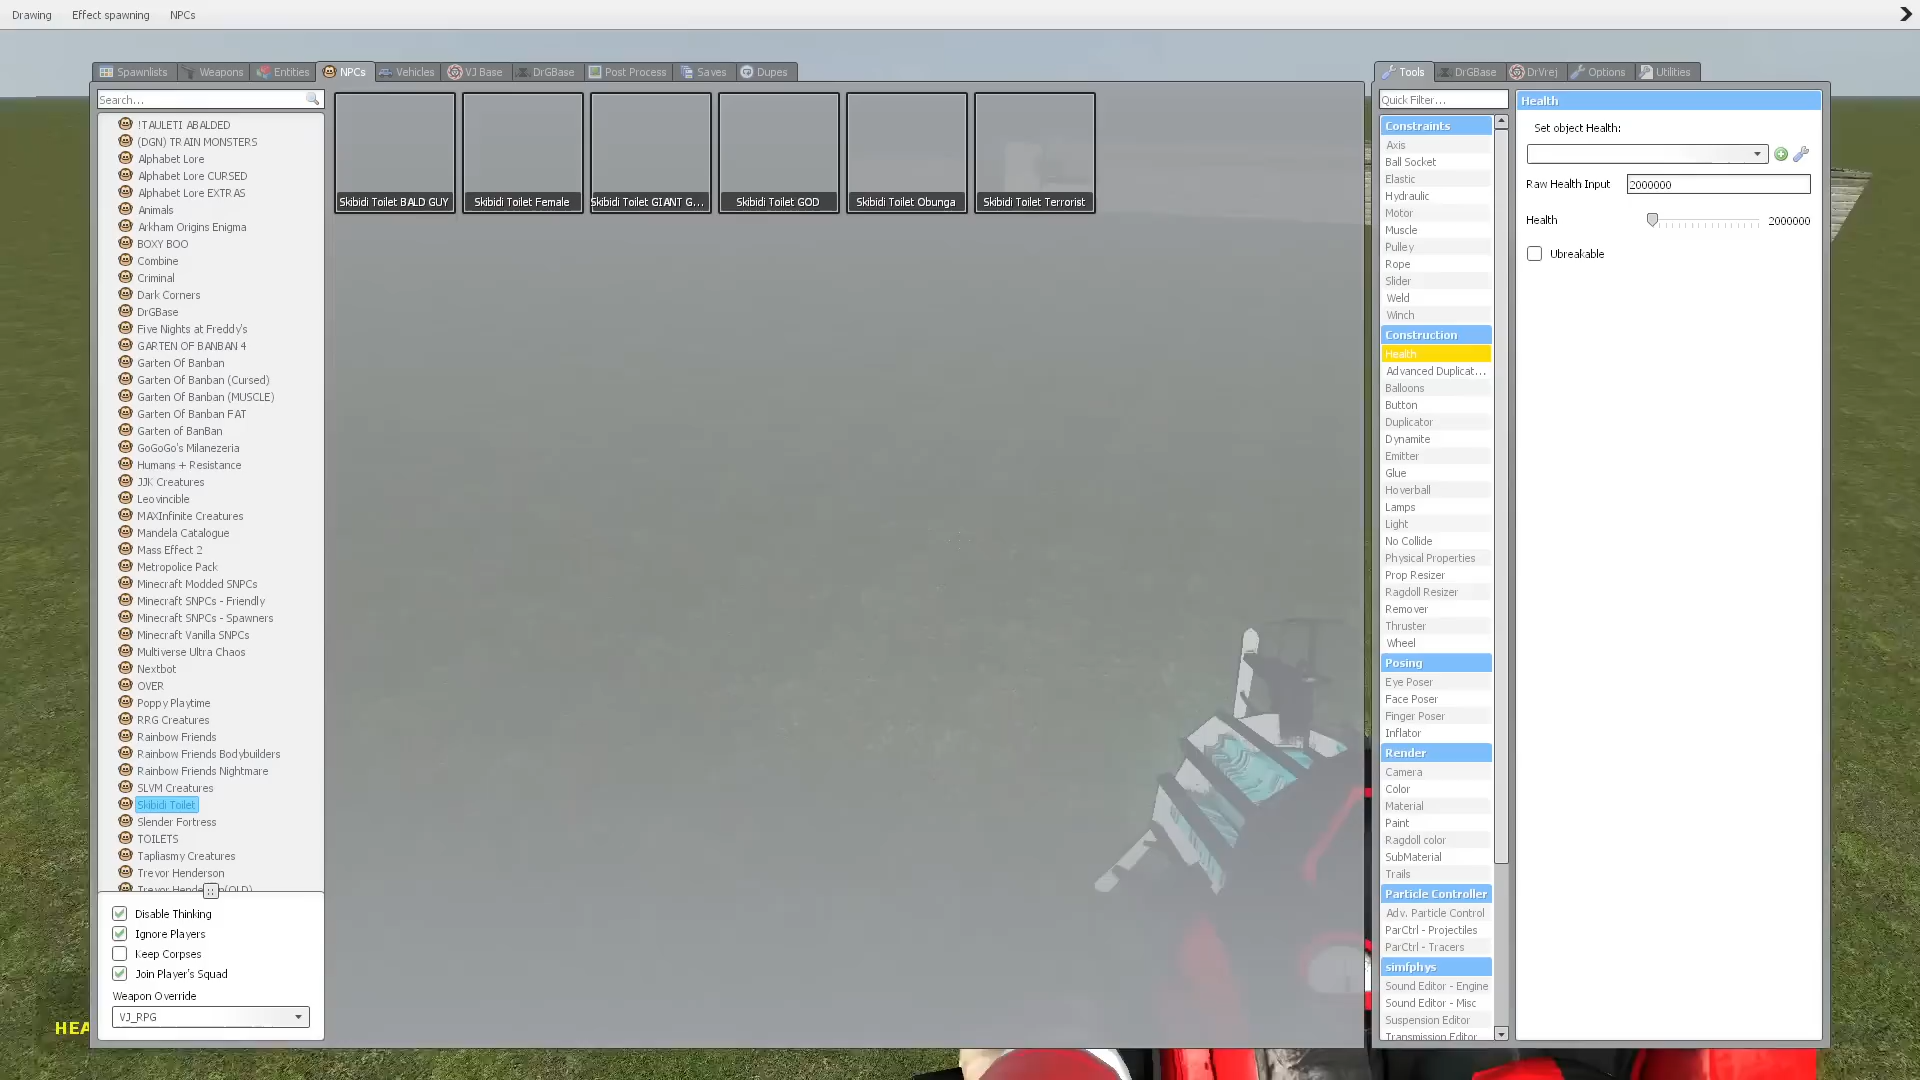 Drawing Effect spawning NPCs
Spawnlists Weapons Entities NPCs Vehicles VJ Base DrGBase Post Process Saves Dupes
Search...
!TAULETI ABALDED
(DGN) TRAIN MONSTERS
Alphabet Lore
Alphabet Lore CURSED
Alphabet Lore EXTRAS
Animals
Arkham Origins Enigma
BOXY BOO
Combine
Criminal
Dark Corners
DrGBase
Five Nights at Freddy's
GARTEN OF BANBAN 4
Garten Of Banban
Garten Of Banban (Cursed)
Garten Of Banban (MUSCLE)
Garten Of Banban FAT
Garten of BanBan
GoGoGo's Milanezeria
Humans + Resistance
JJK Creatures
Leovincible
MAXInfinite Creatures
Mandela Catalogue
Mass Effect 2
Metropolice Pack
Minecraft Modded SNPCs
Minecraft SNPCs - Friendly
Minecraft SNPCs - Spawners
Minecraft Vanilla SNPCs
Multiverse Ultra Chaos
Nextbot
OVER
Poppy Playtime
RRG Creatures
Rainbow Friends
Rainbow Friends Bodybuilders
Rainbow Friends Nightmare
SLVM Creatures
Skibidi Toilet
Slender Fortress
TOILETS
Tapliasmy Creatures
Trevor Henderson
Disable Thinking
Ignore Players
Keep Corpses
Join Player's Squad
Weapon Override
VJ_RPG
HEA
Skibidi Toilet BALD GUY
Skibidi Toilet Female
Skibidi Toilet GIANT G...
Skibidi Toilet GOD
Skibidi Toilet Obunga
Skibidi Toilet Terrorist
Tools DrGBase DrVrej Options Utilities
Quick Filter...
Constraints
Axis
Ball Socket
Elastic
Hydraulic
Motor
Muscle
Pulley
Rope
Slider
Weld
Winch
Construction
Health
Advanced Duplicat...
Balloons
Button
Duplicator
Dynamite
Emitter
Glue
Hoverball
Lamps
Light
No Collide
Physical Properties
Prop Resizer
Ragdoll Resizer
Remover
Thruster
Wheel
Posing
Eye Poser
Face Poser
Finger Poser
Inflator
Render
Camera
Color
Material
Paint
Ragdoll color
SubMaterial
Trails
Particle Controller
Adv. Particle Control
ParCtrl - Projectiles
ParCtrl - Tracers
simfphys
Sound Editor - Engine
Sound Editor - Misc
Suspension Editor
Transmission Editor
Health
Set object Health:
Raw Health Input 2000000
Health 2000000
Ubreakable